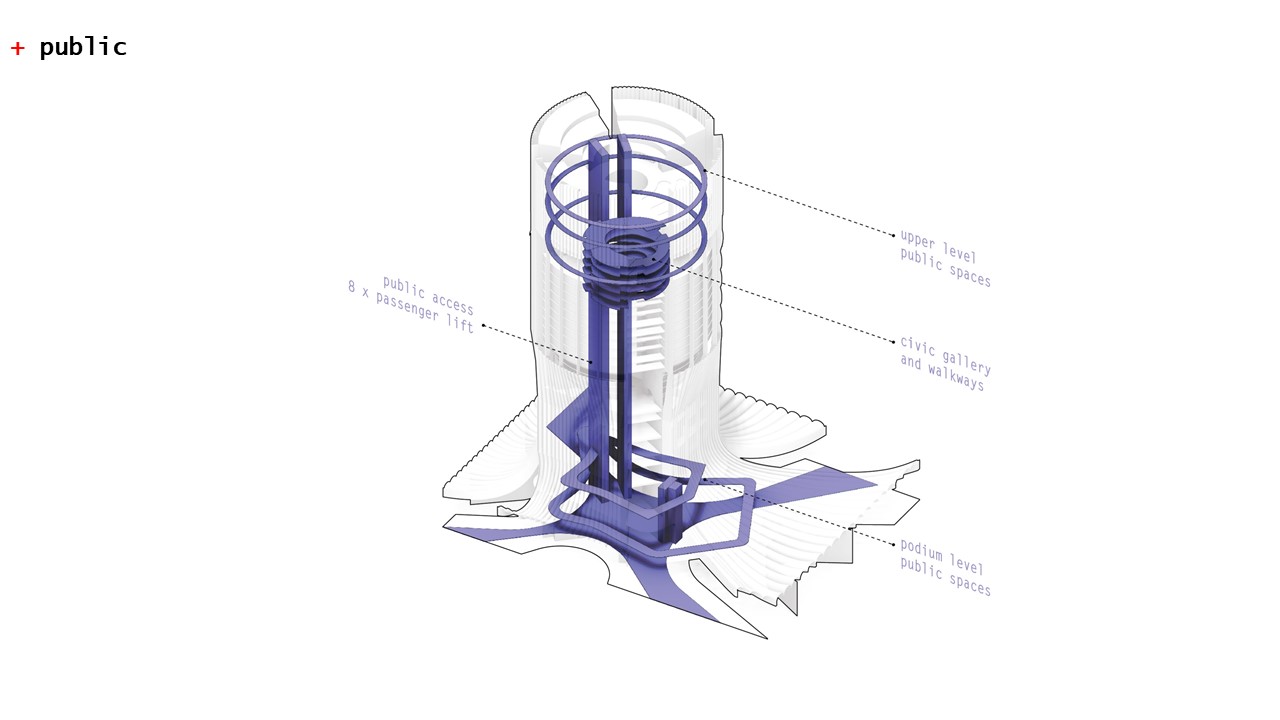 + public
upper level
public spaces
public access
8 x passenger lift
civic gallery
and walkways
podium level
public spaces